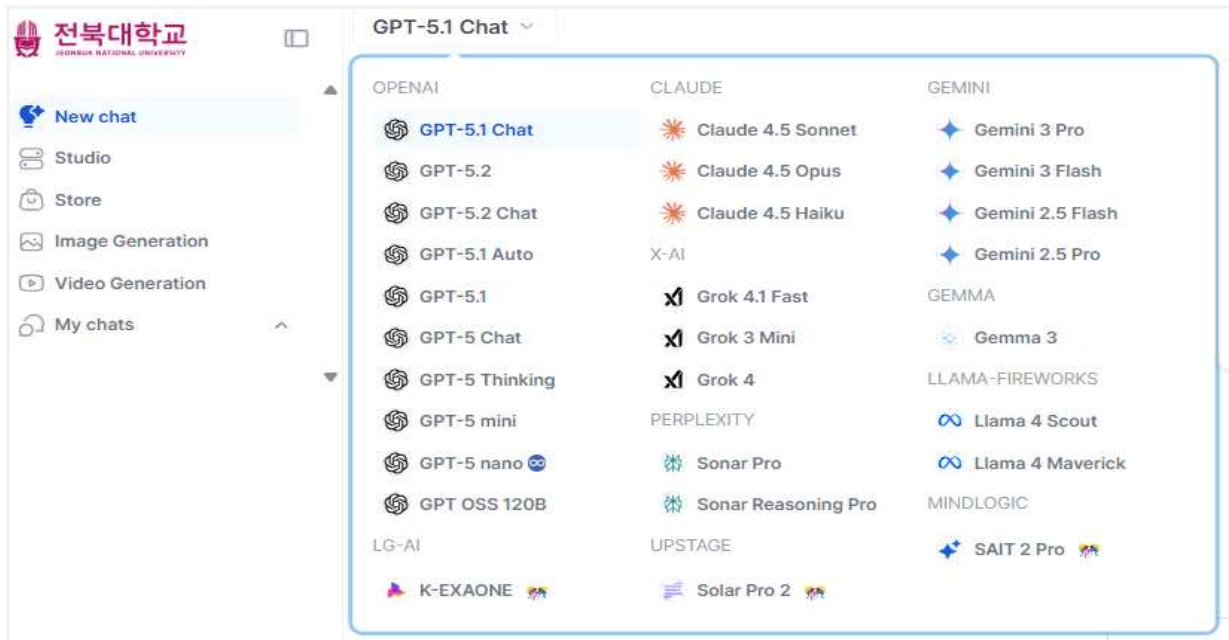 전북대학교
JEONBUK NATIONAL UNIVERSITY
New chat
Studio
Store
Image Generation
Video Generation
My chats
GPT-5.1 Chat
OPENAI
GPT-5.1 Chat
GPT-5.2
GPT-5.2 Chat
GPT-5.1 Auto
GPT-5.1
GPT-5 Chat
GPT-5 Thinking
GPT-5 mini
GPT-5 nano
GPT OSS 120B
LG-AI
K-EXAONE
CLAUDE
Claude 4.5 Sonnet
Claude 4.5 Opus
Claude 4.5 Haiku
X-AI
Grok 4.1 Fast
Grok 3 Mini
Grok 4
PERPLEXITY
Sonar Pro
Sonar Reasoning Pro
UPSTAGE
Solar Pro 2
GEMINI
Gemini 3 Pro
Gemini 3 Flash
Gemini 2.5 Flash
Gemini 2.5 Pro
GEMMA
Gemma 3
LLAMA-FIREWORKS
Llama 4 Scout
Llama 4 Maverick
MINDLOGIC
SAIT 2 Pro